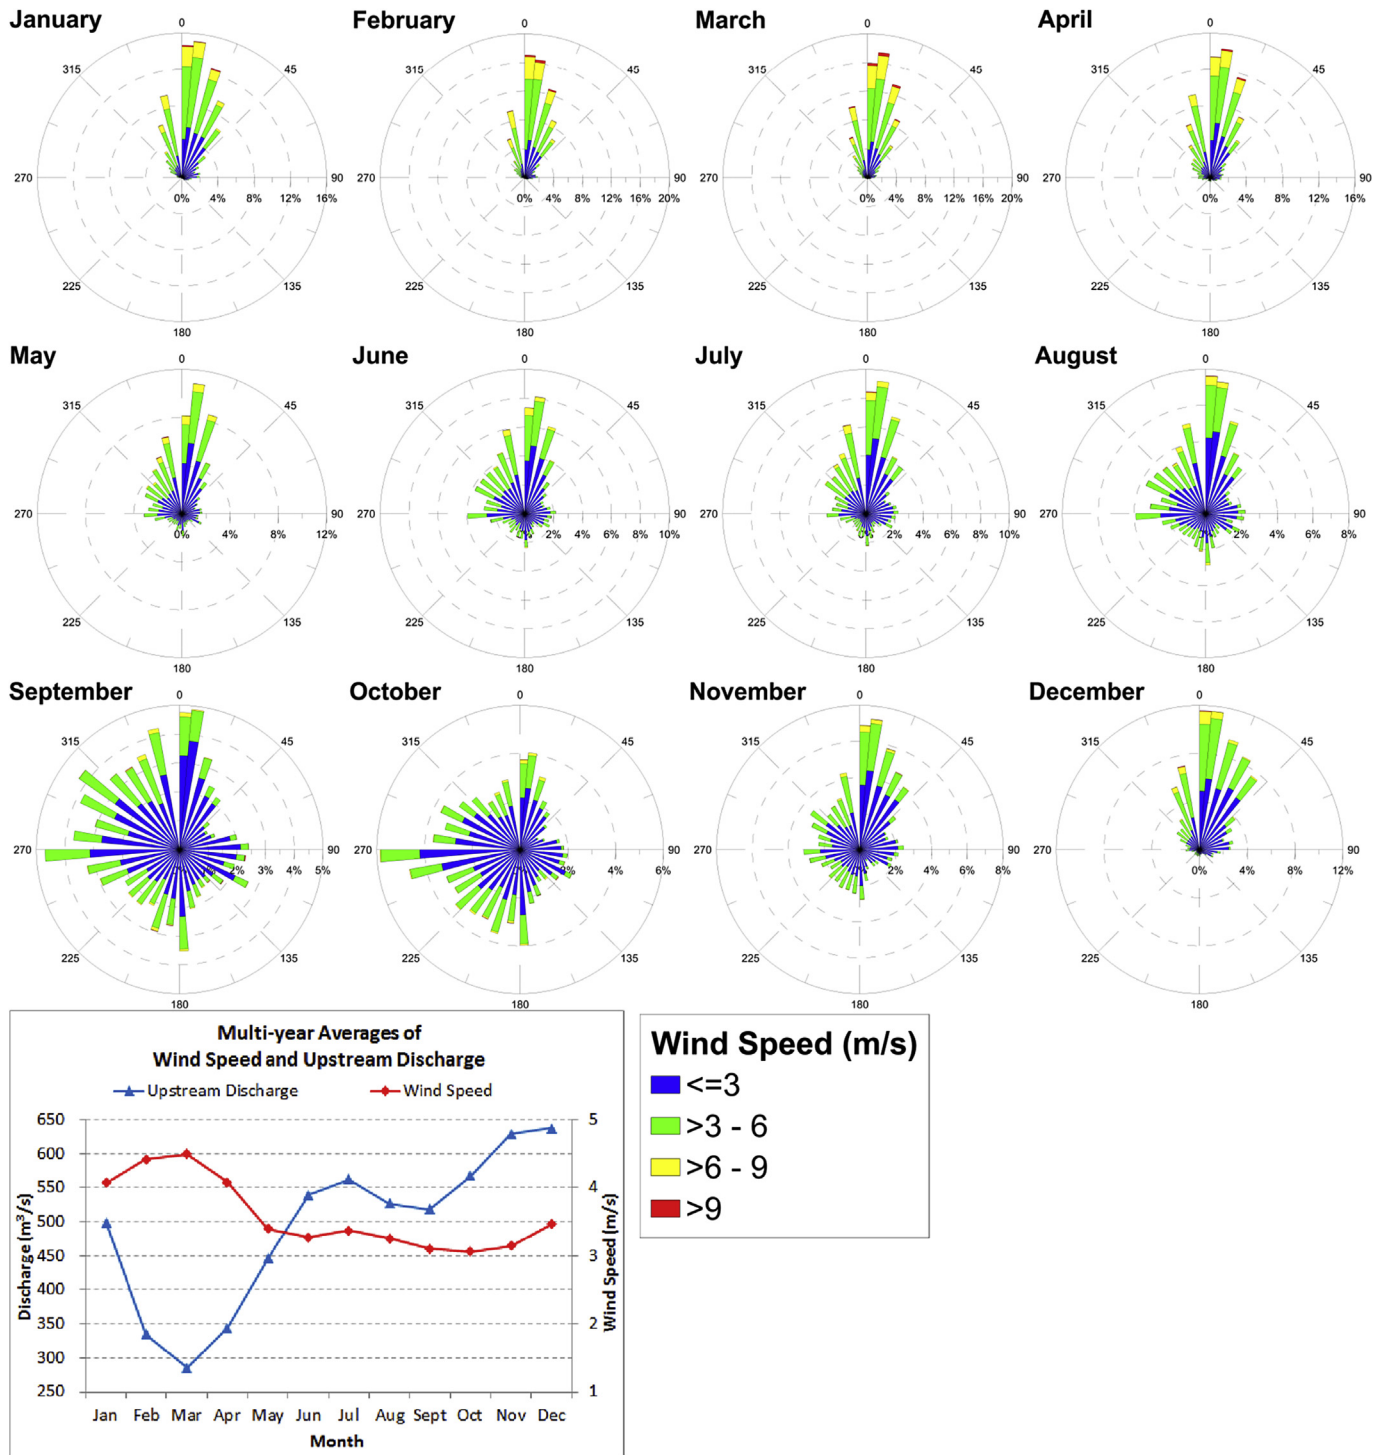 January February March April
0 0 0 0
315 45 315 45 315 45 315 45
270 90 270 90 270 90 270 90
0% 4% 8% 12% 16% 0% 4% 8% 12% 16% 20% 0% 4% 8% 12% 16% 20% 0% 4% 8% 12% 16%
225 135 225 135 225 135 225 135
180 180 180 180
May June July August
0 0 0 0
315 45 315 45 315 45 315 45
270 90 270 90 270 90 270 90
0% 4% 8% 12% 2% 4% 6% 8% 10% 2% 4% 6% 8% 10% 2% 4% 6% 8%
225 135 225 135 225 135 225 135
180 180 180 180
September October November December
0 0 0 0
315 45 315 45 315 45 315 45
270 90 270 90 270 90 270 90
2% 3% 4% 5% 2% 4% 6% 2% 4% 6% 8% 0% 4% 8% 12%
225 135 225 135 225 135 225 135
180 180 180 180
Multi-year Averages of
Wind Speed and Upstream Discharge
Upstream Discharge Wind Speed
650 5
600
550 4
500
450 3
400
350 2
300
250 1
Discharge (m³/s)
Wind Speed (m/s)
Jan Feb Mar Apr May Jun Jul Aug Sept Oct Nov Dec
Month
Wind Speed (m/s)
<=3
>3 - 6
>6 - 9
>9